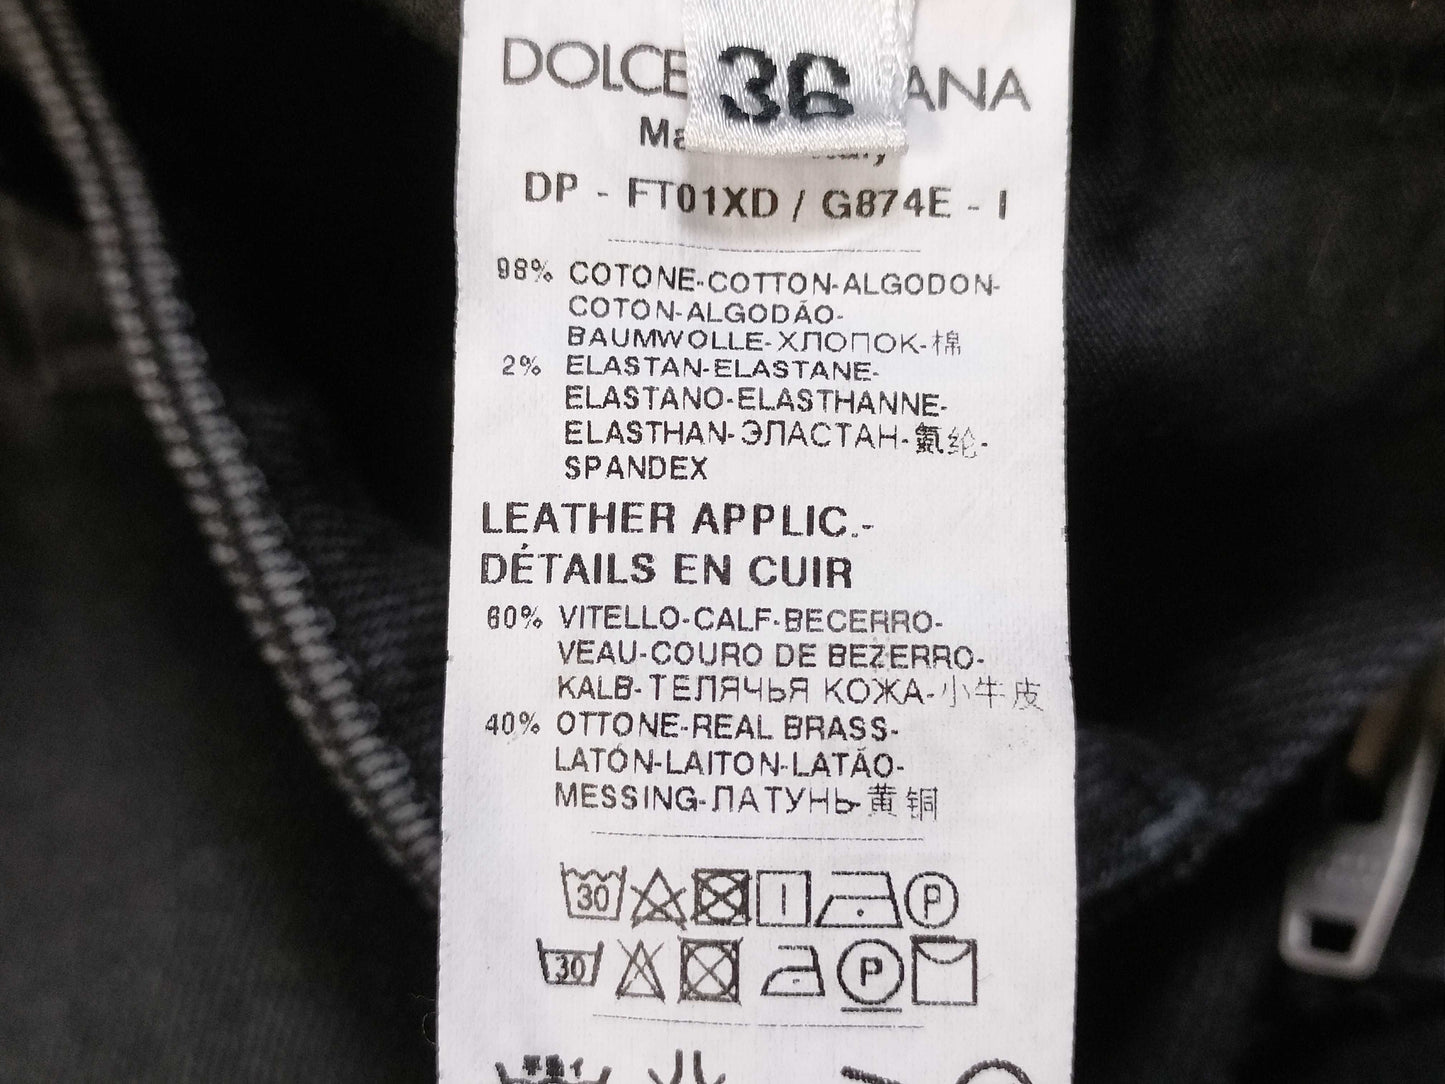 DOLCE
ANA
36
DP - FT01XD / G874E - I
98% COTONE-COTTON-ALGODON-
COTON-ALGODÃO-
BAUMWOLLE-ХЛОПОК-棉
2% ELASTAN-ELASTANE-
ELASTANO-ELASTHANNE-
ELASTHAN-ЭЛАСТАН-氨纶-
SPANDEX
LEATHER APPLIC.-
DÉTAILS EN CUIR
60% VITELLO-CALF-BECERRO-
VEAU-COURO DE BEZERRO-
KALB-ТЕЛЯЧЬЯ КОЖА-小牛皮
40% OTTONE-REAL BRASS-
LATÓN-LAITON-LATÃO-
MESSING-ЛАТУНЬ-黄铜
30 P
30 P